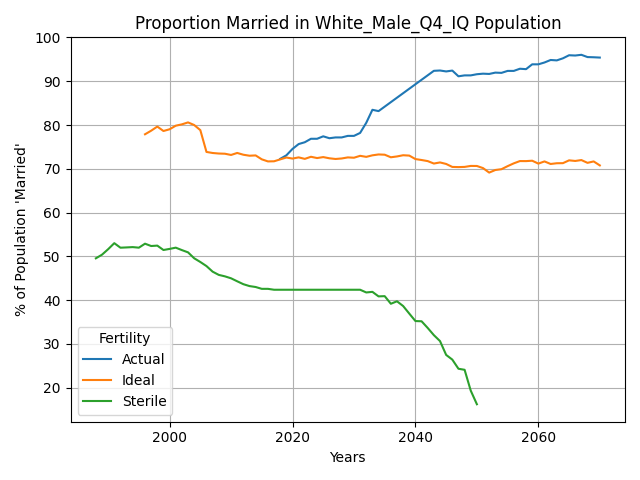 Proportion Married in White_Male_Q4_IQ Population
% of Population 'Married'
100
90
80
70
60
50
40
30
20
Fertility
Actual
Ideal
Sterile
2000 2020 2040 2060
Years